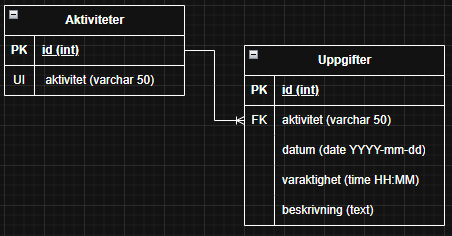 Aktiviteter
PK id (int)
UI aktivitet (varchar 50)
Uppgifter
PK id (int)
FK aktivitet (varchar 50)
datum (date YYYY-mm-dd)
varaktighet (time HH:MM)
beskrivning (text)